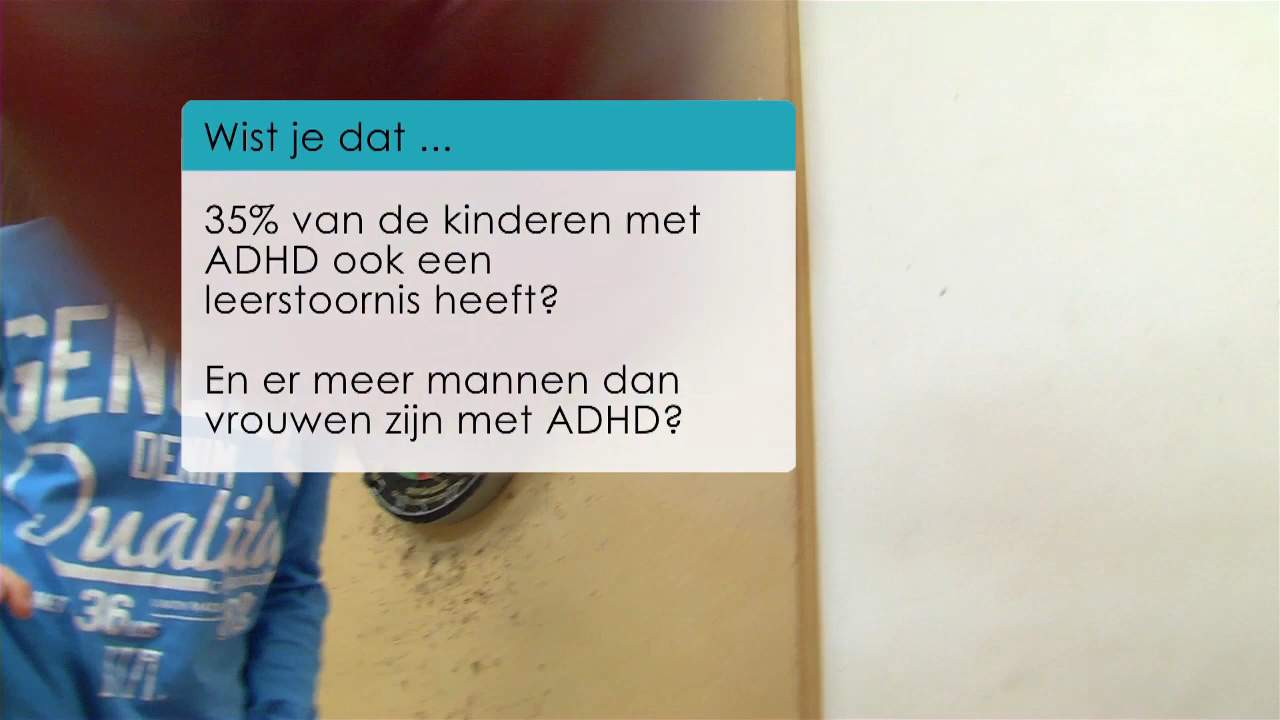 Wist je dat ...
35% van de kinderen met
ADHD ook een
leerstoornis heeft?
En er meer mannen dan
vrouwen zijn met ADHD?
GEN
DENIM
Quality
36